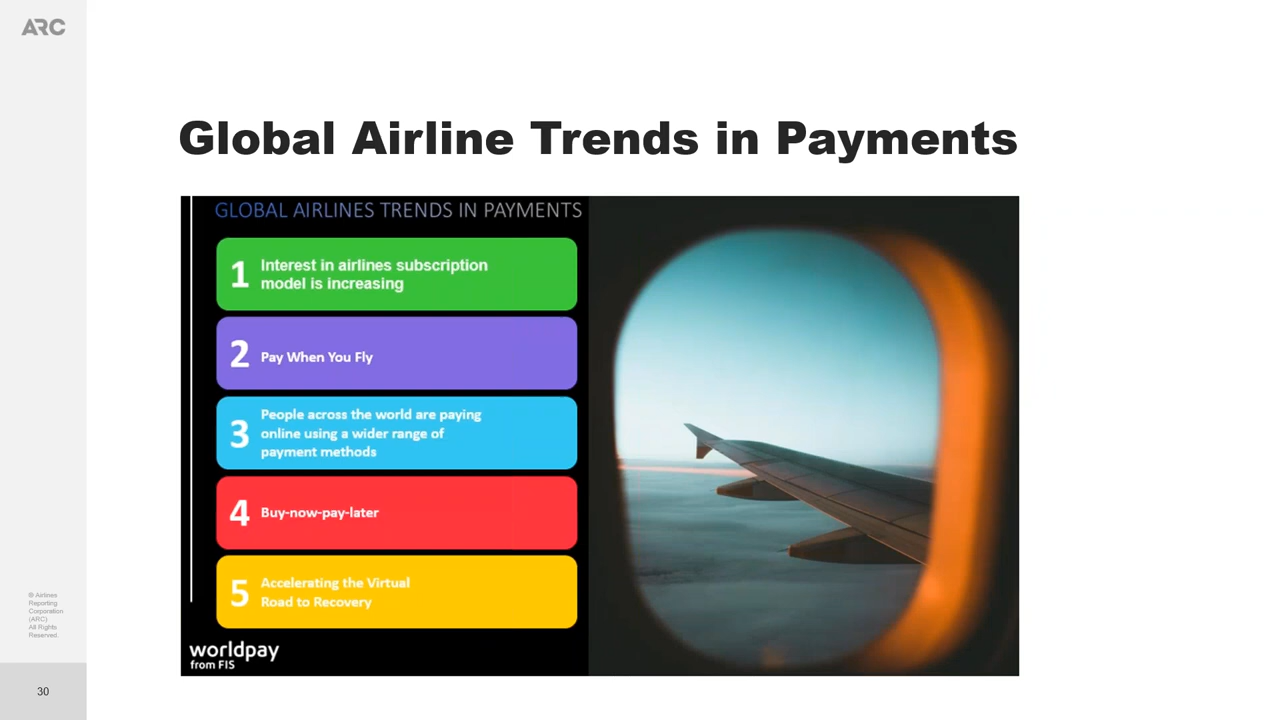 ARC
Global Airline Trends in Payments
GLOBAL AIRLINES TRENDS IN PAYMENTS
1
Interest in airlines subscription
model is increasing
2
Pay When You Fly
3
People across the world are paying
online using a wider range of
payment methods
4
Buy-now-pay-later
5
Accelerating the Virtual
Road to Recovery
worldpay
from FIS
© Airlines
Reporting
Corporation
(ARC)
All Rights
Reserved.
30